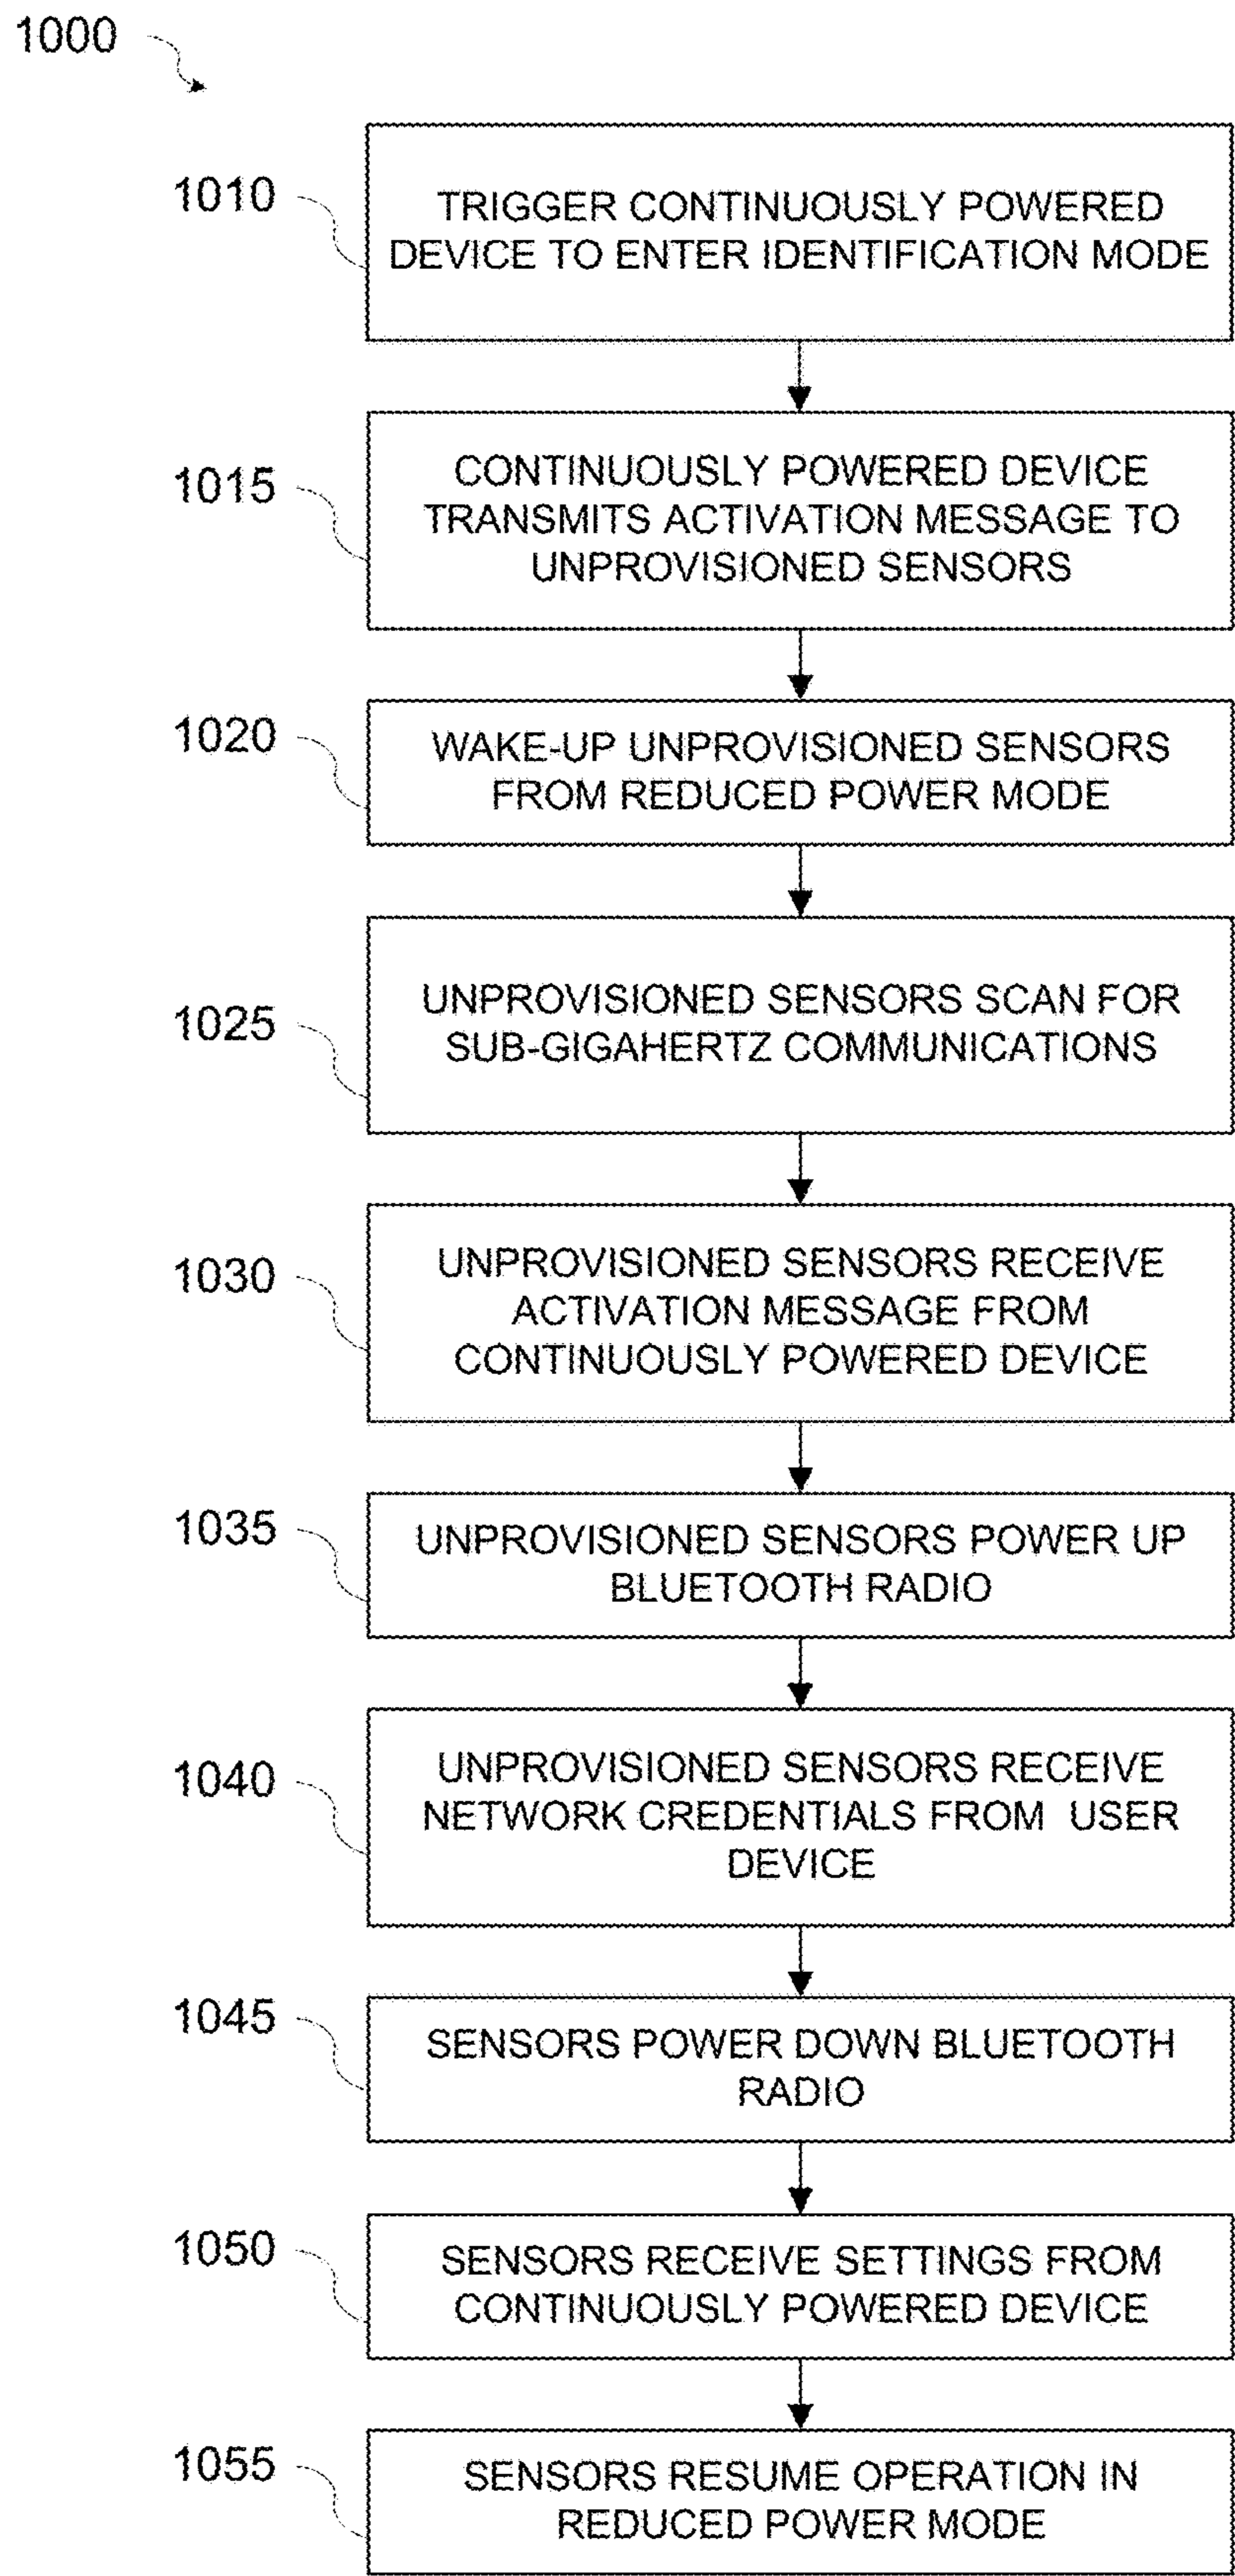 1000
1010
TRIGGER CONTINUOUSLY POWERED
DEVICE TO ENTER IDENTIFICATION MODE
1015
CONTINUOUSLY POWERED DEVICE
TRANSMITS ACTIVATION MESSAGE TO
UNPROVISIONED SENSORS
1020
WAKE-UP UNPROVISIONED SENSORS
FROM REDUCED POWER MODE
1025
UNPROVISIONED SENSORS SCAN FOR
SUB-GIGAHERTZ COMMUNICATIONS
1030
UNPROVISIONED SENSORS RECEIVE
ACTIVATION MESSAGE FROM
CONTINUOUSLY POWERED DEVICE
1035
UNPROVISIONED SENSORS POWER UP
BLUETOOTH RADIO
1040
UNPROVISIONED SENSORS RECEIVE
NETWORK CREDENTIALS FROM USER
DEVICE
1045
SENSORS POWER DOWN BLUETOOTH
RADIO
1050
SENSORS RECEIVE SETTINGS FROM
CONTINUOUSLY POWERED DEVICE
1055
SENSORS RESUME OPERATION IN
REDUCED POWER MODE